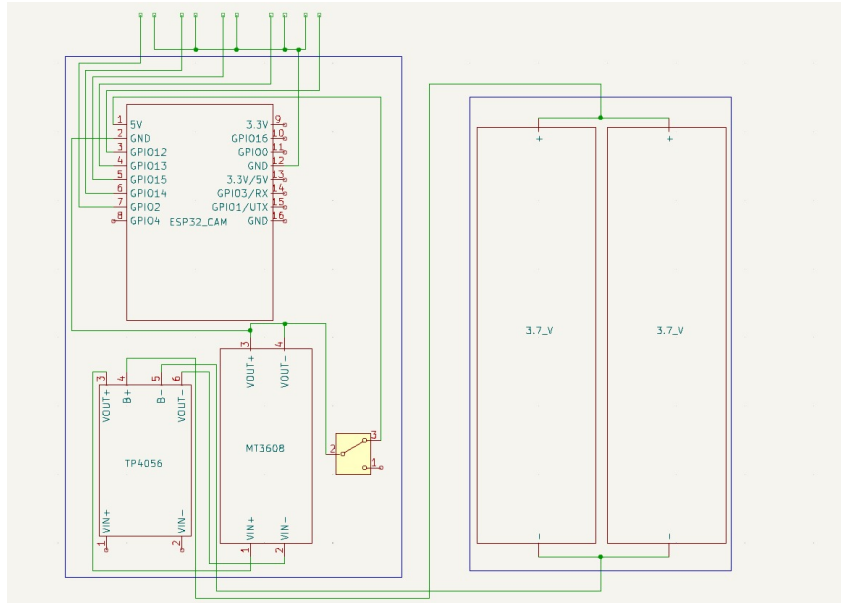 1 5V 3.3V 9
2 GND GPIO16 10
3 GPIO12 GPIO0 11
4 GPIO13 GND 12
5 GPIO15 3.3V/5V 13
6 GPIO14 GPIO3/RX 14
7 GPIO2 GPIO1/UTX 15
8 GPIO4 ESP32_CAM GND 16
+ +
3.7_V 3.7_V
- -
3 4
VOUT+ VOUT-
MT3608
VIN+ VIN-
1 2
3 4 5 6
VOUT+ B+ B- VOUT-
TP4056
VIN+ VIN-
1 2
3
2
1